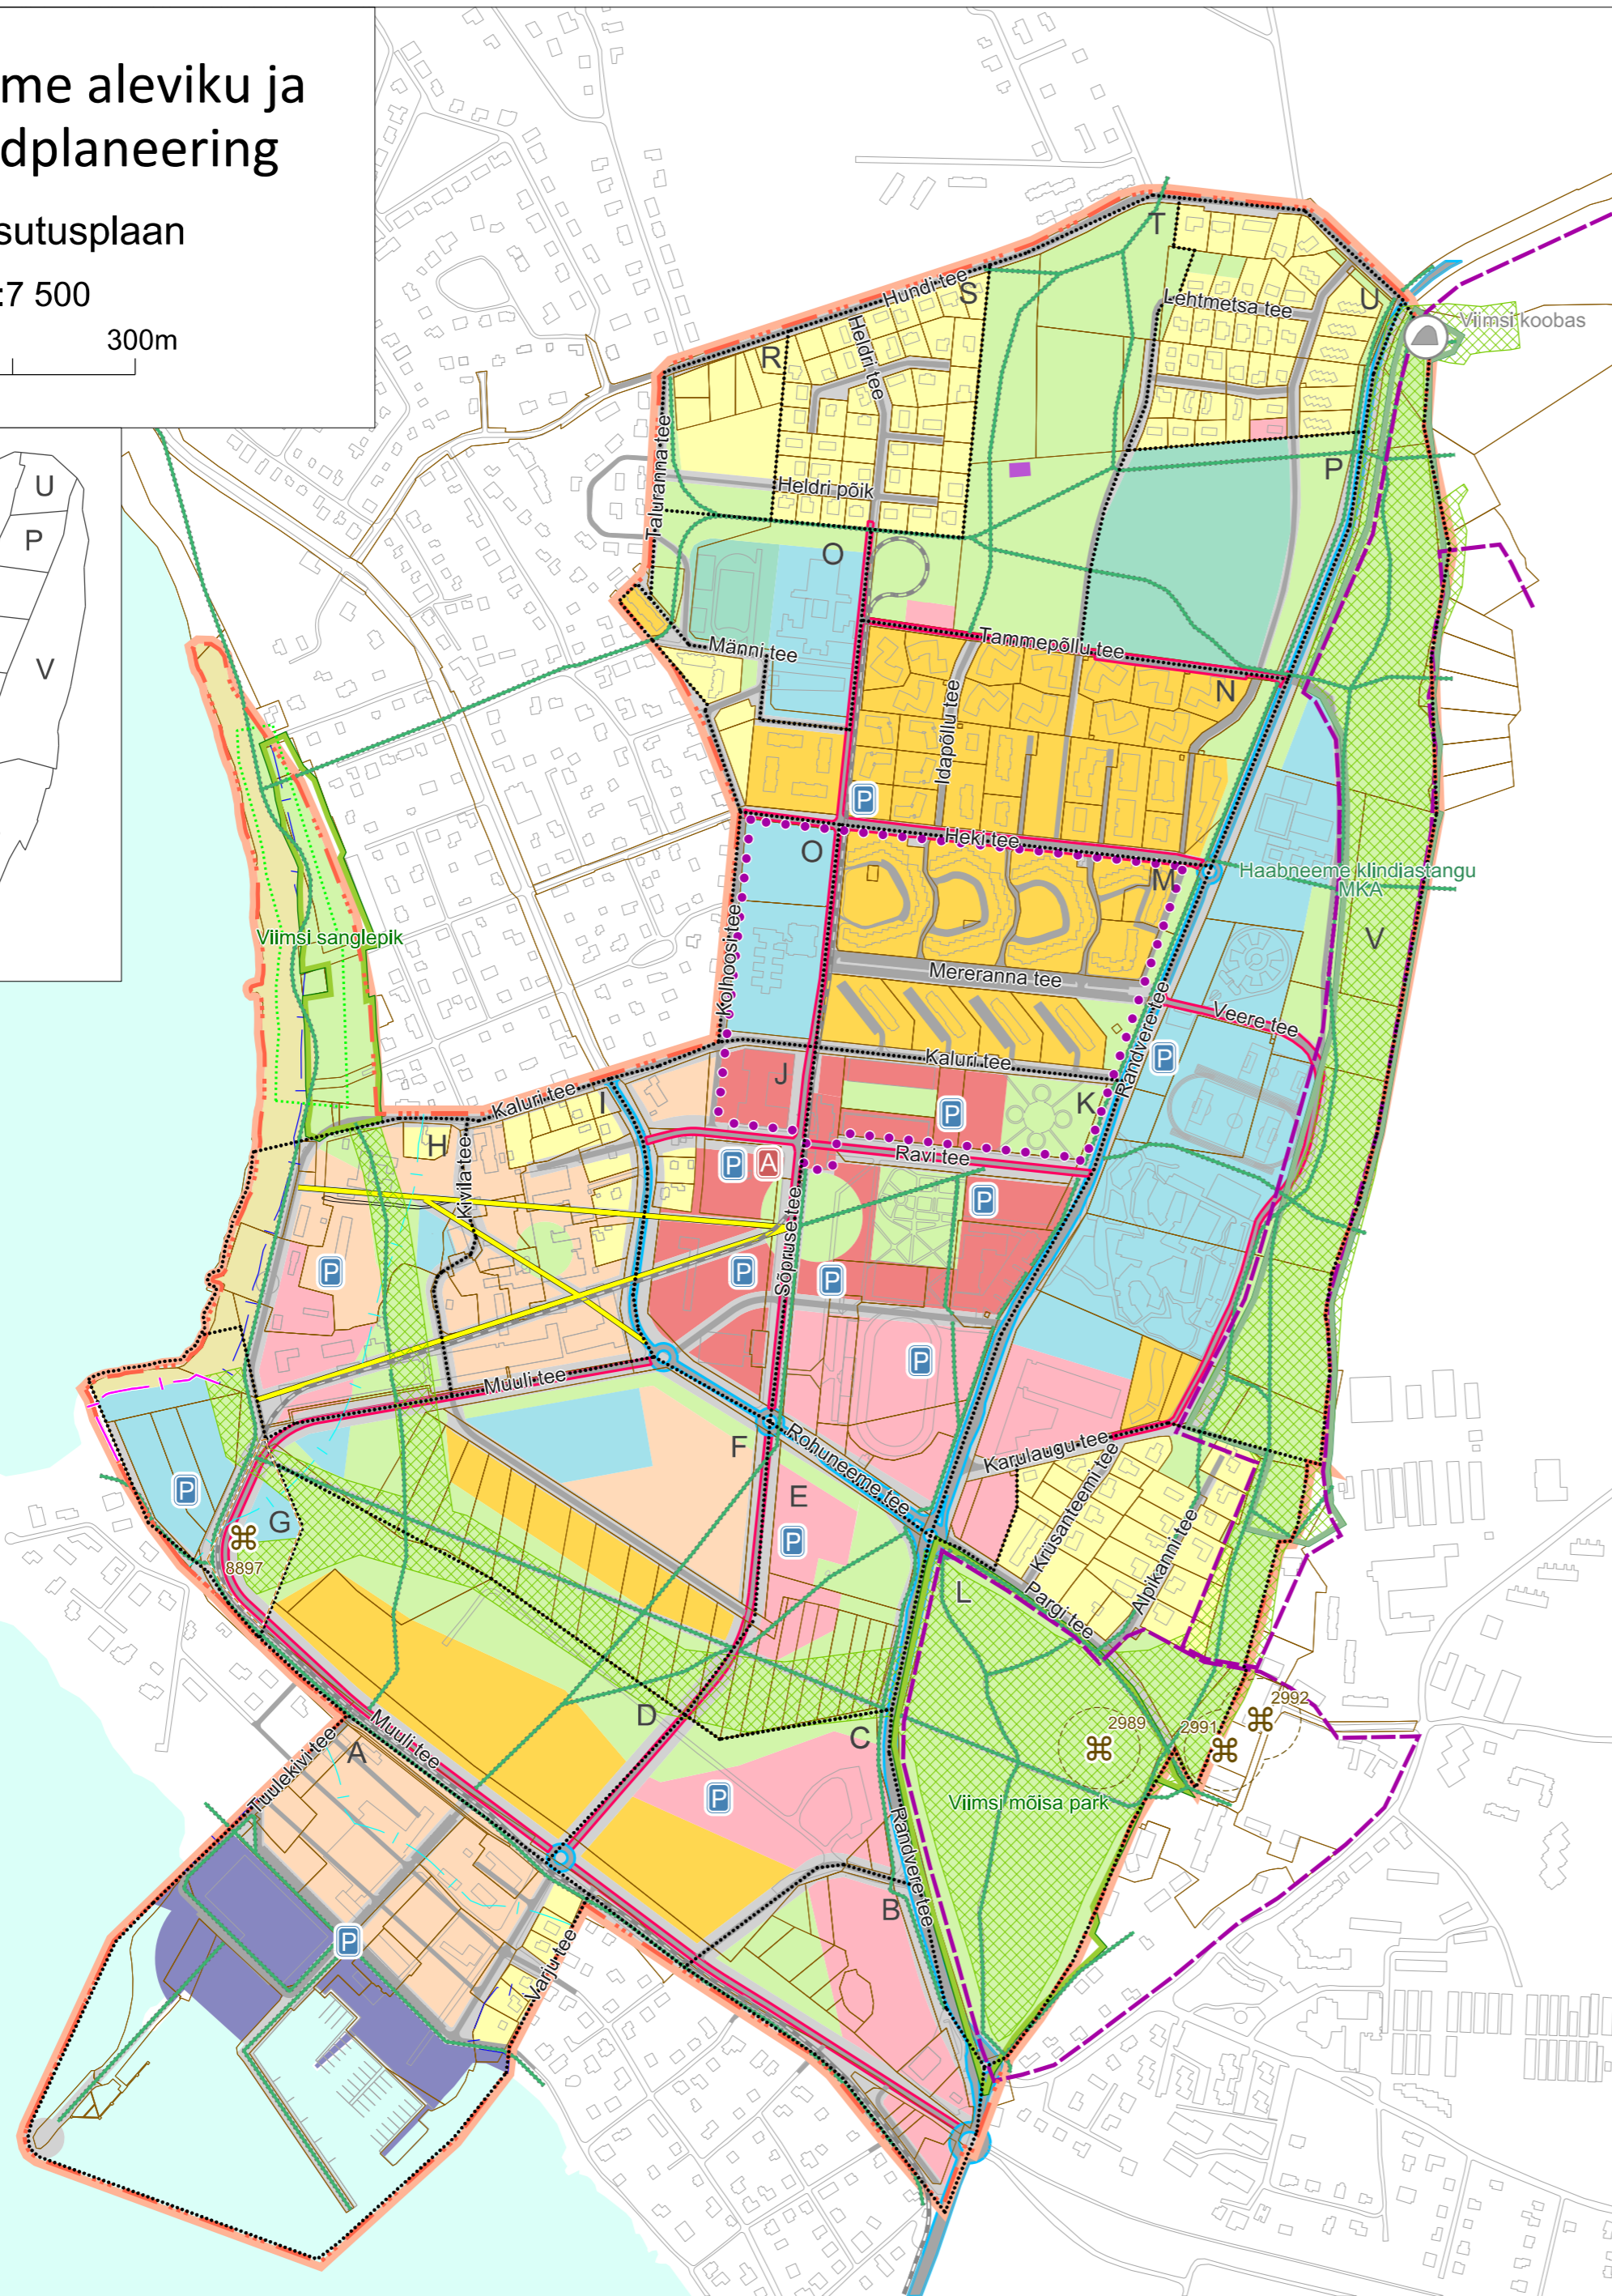 me aleviku ja
dplaneering
sutusplaan
:7 500
300m
U
P
V
T
Hundi tee
S
Lehtmetsa tee
U
Viimsi koobas
R
Heldri tee
Taluranna tee
Heldri põik
P
O
Männi tee
Tammepõllu tee
N
Idapõllu tee
P
Heki tee
O
M
Haabneeme klindiastangu
MKA
Viimsi sanglepik
Kolhoosi tee
V
Mereranna tee
Randvere tee
Veere tee
Kaluri tee
P
J
Kaluri tee
I
K
P
H
Kivila tee
P
A
Ravi tee
P
Sõpruse tee
P
P
P
P
Muuli tee
F
Rohuneeme tee
Karulaugu tee
E
Krüsanteemi tee
P
G
P
8897
Alpikanni tee
L
Pargi tee
D
C
2992
2989
2991
A
Muuli tee
Tuulekivi tee
P
Viimsi mõisa park
Randvere tee
B
P
Varju tee